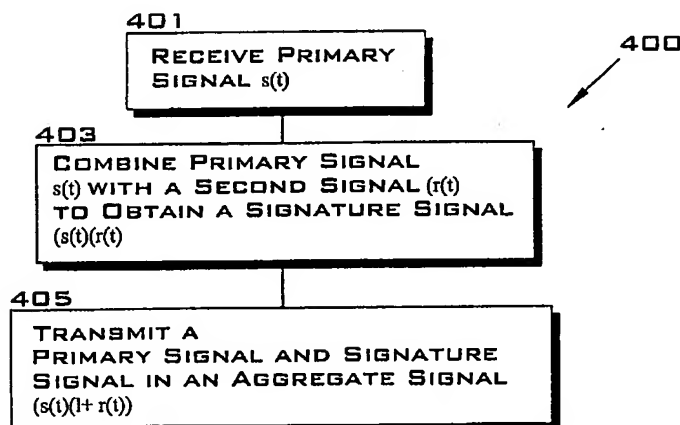 401
RECEIVE PRIMARY
SIGNAL s(t)
400
403
COMBINE PRIMARY SIGNAL
s(t) WITH A SECOND SIGNAL (r(t)
TO OBTAIN A SIGNATURE SIGNAL
(s(t)(r(t)
405
TRANSMIT A
PRIMARY SIGNAL AND SIGNATURE
SIGNAL IN AN AGGREGATE SIGNAL
(s(t)(l+ r(t))